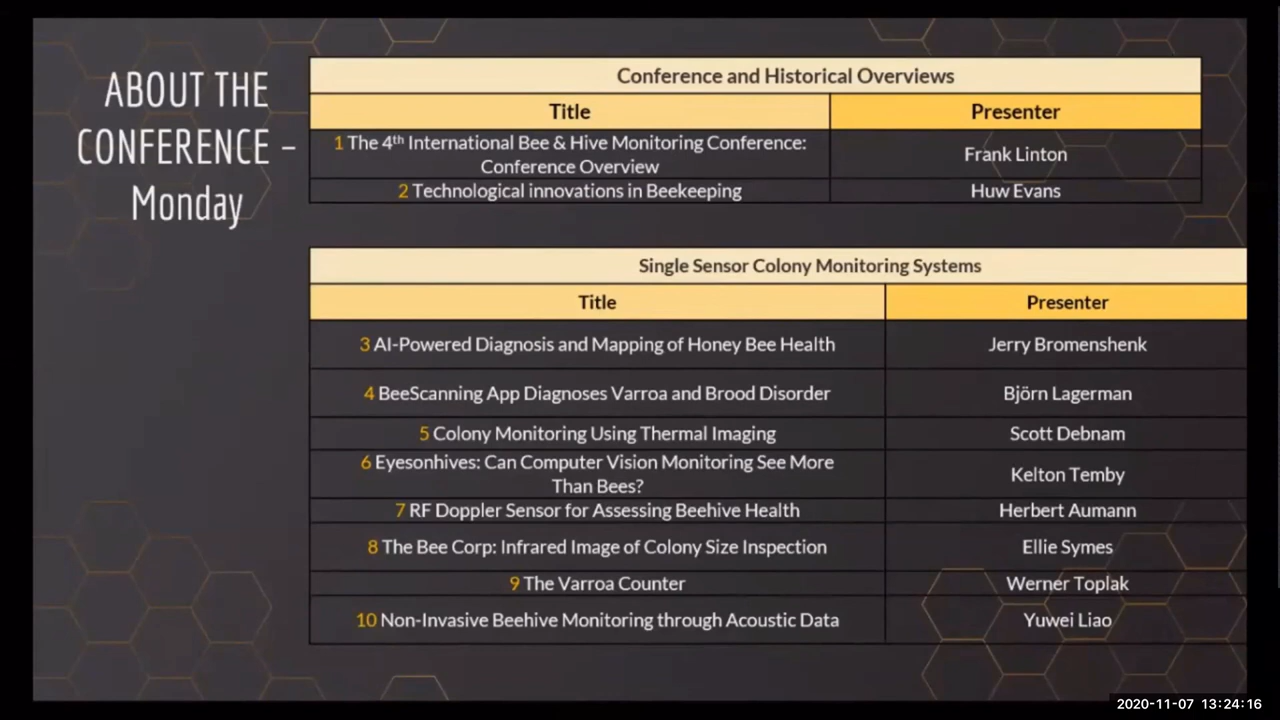 ABOUT THE
CONFERENCE –
Monday
Conference and Historical Overviews
Title Presenter
1 The 4th International Bee & Hive Monitoring Conference:
Conference Overview
Frank Linton
2 Technological innovations in Beekeeping Huw Evans
Single Sensor Colony Monitoring Systems
Title Presenter
3 AI-Powered Diagnosis and Mapping of Honey Bee Health Jerry Bromenshenk
4 BeeScanning App Diagnoses Varroa and Brood Disorder Björn Lagerman
5 Colony Monitoring Using Thermal Imaging Scott Debnam
6 Eyesonhives: Can Computer Vision Monitoring See More
Than Bees?
Kelton Temby
7 RF Doppler Sensor for Assessing Beehive Health Herbert Aumann
8 The Bee Corp: Infrared Image of Colony Size Inspection Ellie Symes
9 The Varroa Counter Werner Toplak
10 Non-Invasive Beehive Monitoring through Acoustic Data Yuwei Liao
2020-11-07 13:24:16